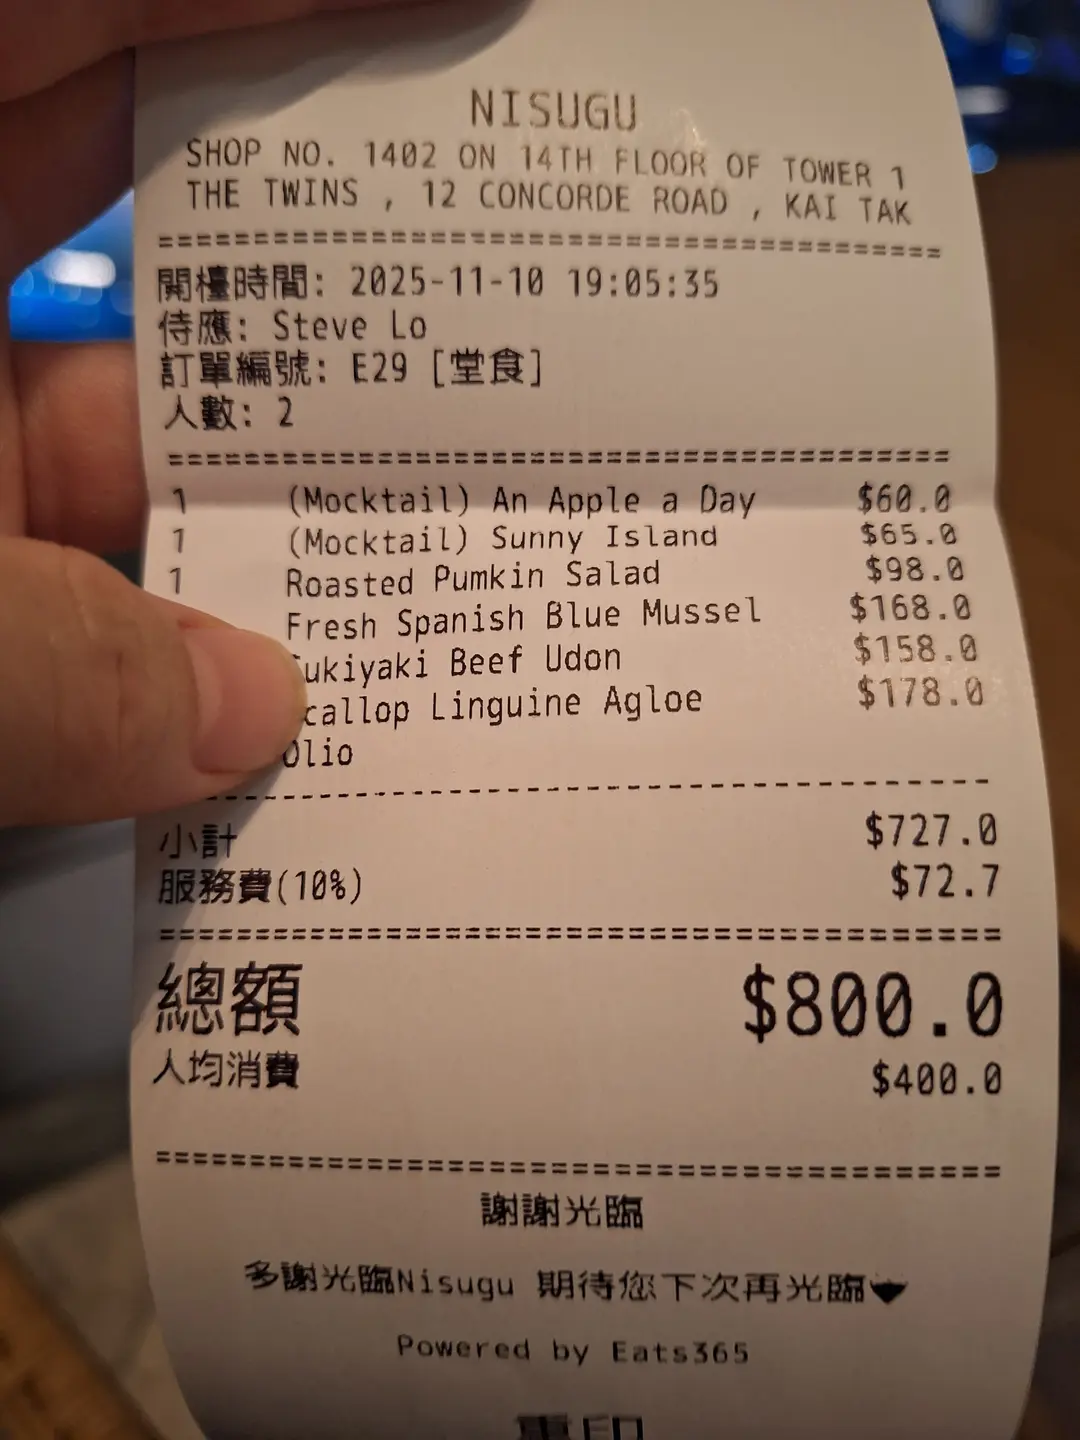 NISUGU
SHOP NO. 1402 ON 14TH FLOOR OF TOWER 1
THE TWINS , 12 CONCORDE ROAD , KAI TAK
開檯時間: 2025-11-10 19:05:35
侍應: Steve Lo
訂單編號: E29 [堂食]
人數: 2
1 (Mocktail) An Apple a Day $60.0
1 (Mocktail) Sunny Island $65.0
1 Roasted Pumkin Salad $98.0
Fresh Spanish Blue Mussel $168.0
ukiyaki Beef Udon $158.0
callop Linguine Agloe $178.0
Olio
小計 $727.0
服務費(10%) $72.7
總額 $800.0
人均消費 $400.0
謝謝光臨
多謝光臨Nisugu 期待您下次再光臨
Powered by Eats365
重印